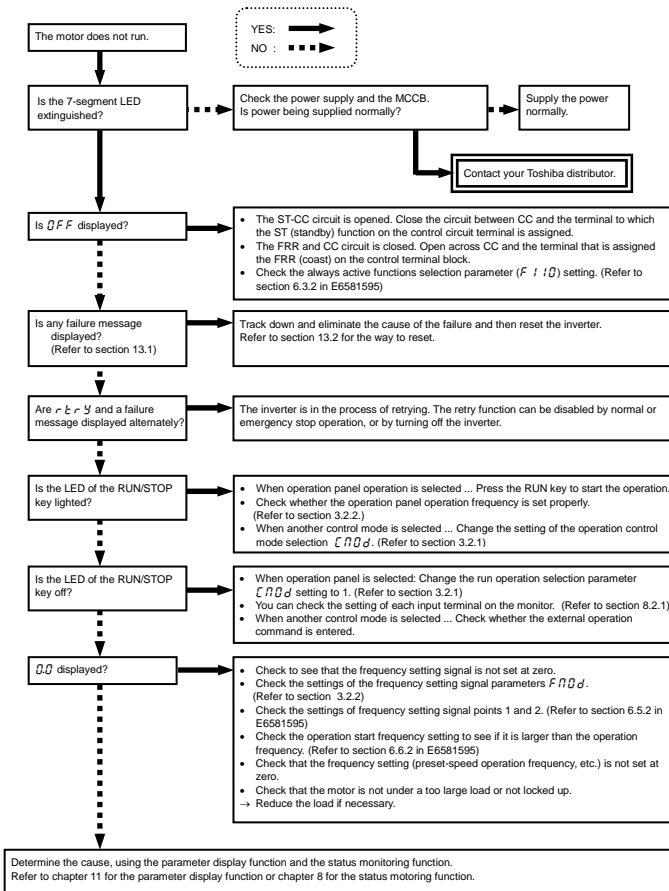 The motor does not run.
YES:
NO :
Is the 7-segment LED
extinguished?
Check the power supply and the MCCB.
Is power being supplied normally?
Supply the power
normally.
Contact your Toshiba distributor.
Is OFF displayed?
• The ST-CC circuit is opened. Close the circuit between CC and the terminal to which
the ST (standby) function on the control circuit terminal is assigned.
• The FRR and CC circuit is closed. Open across CC and the terminal that is assigned
the FRR (coast) on the control terminal block.
• Check the always active functions selection parameter (F110) setting. (Refer to
section 6.3.2 in E6581595)
Is any failure message
displayed?
(Refer to section 13.1)
Track down and eliminate the cause of the failure and then reset the inverter.
Refer to section 13.2 for the way to reset.
Are rtry and a failure
message displayed alternately?
The inverter is in the process of retrying. The retry function can be disabled by normal or
emergency stop operation, or by turning off the inverter.
Is the LED of the RUN/STOP
key lighted?
• When operation panel operation is selected ... Press the RUN key to start the operation.
• Check whether the operation panel operation frequency is set properly.
(Refer to section 3.2.2.)
• When another control mode is selected ... Change the setting of the operation control
mode selection CMOd. (Refer to section 3.2.1)
Is the LED of the RUN/STOP
key off?
• When operation panel is selected: Change the run operation selection parameter
CMOd setting to 1. (Refer to section 3.2.1)
• You can check the setting of each input terminal on the monitor. (Refer to section 8.2.1)
• When another control mode is selected ... Check whether the external operation
command is entered.
0.0 displayed?
• Check to see that the frequency setting signal is not set at zero.
• Check the settings of the frequency setting signal parameters FMOd.
(Refer to section 3.2.2)
• Check the settings of frequency setting signal points 1 and 2. (Refer to section 6.5.2 in
E6581595)
• Check the operation start frequency setting to see if it is larger than the operation
frequency. (Refer to section 6.6.2 in E6581595)
• Check that the frequency setting (preset-speed operation frequency, etc.) is not set at
zero.
• Check that the motor is not under a too large load or not locked up.
→ Reduce the load if necessary.
Determine the cause, using the parameter display function and the status monitoring function.
Refer to chapter 11 for the parameter display function or chapter 8 for the status motoring function.